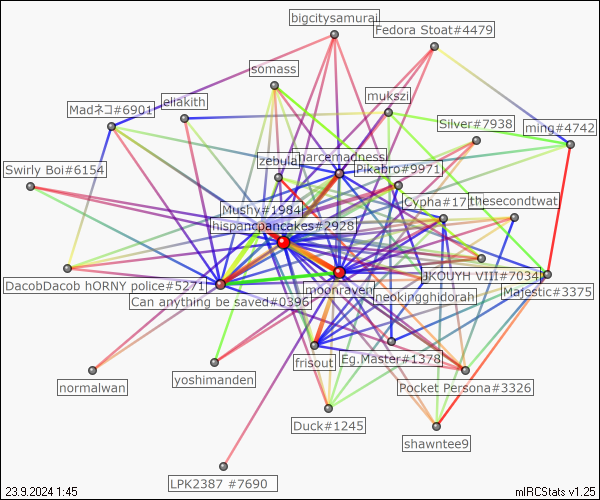 bigcitysamurai
Fedora Stoat#4479
somass
mukszi
Madネコ#6901
eliakith
Silver#7938
ming#4742
zebula
narcemadness
Pikabro#9971
Swirly Boi#6154
Cypha#17
thesecondtwat
Mushy#1984
hispanopancakes#2928
DacobDacob hORNY police#5271
JKOUYH VIII#7034
Majestic#3375
moonraven
neokingghidorah
Can anything be saved#0396
frisout
Eg.Master#1378
normalwan
yoshimanden
Pocket Persona#3326
Duck#1245
shawntee9
LPK2387 #7690
23.9.2024 1:45
mIRCStats v1.25